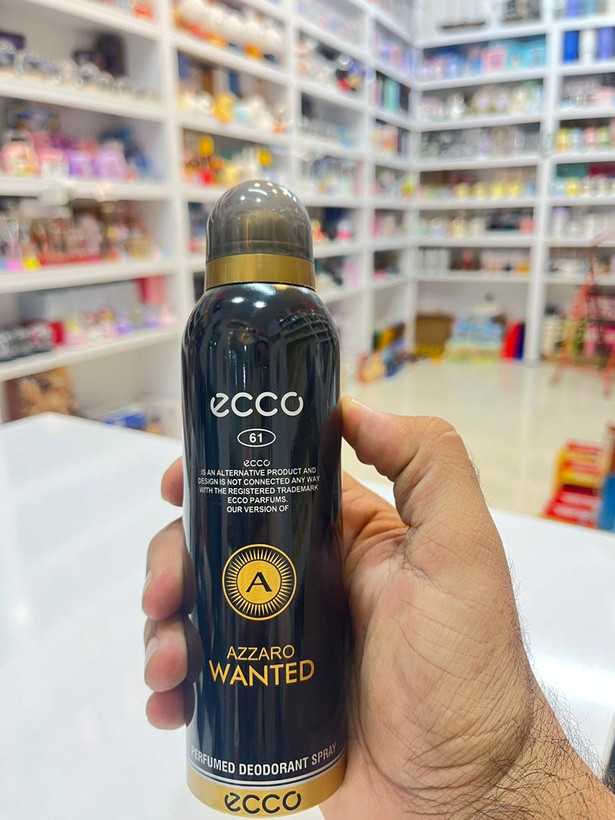 ecco
61
ecco
IS AN ALTERNATIVE PRODUCT AND
DESIGN IS NOT CONNECTED ANY WAY
WITH THE REGISTERED TRADEMARK
ECCO PARFUMS.
OUR VERSION OF
A
AZZARO
WANTED
PERFUMED DEODORANT SPRAY
ecco